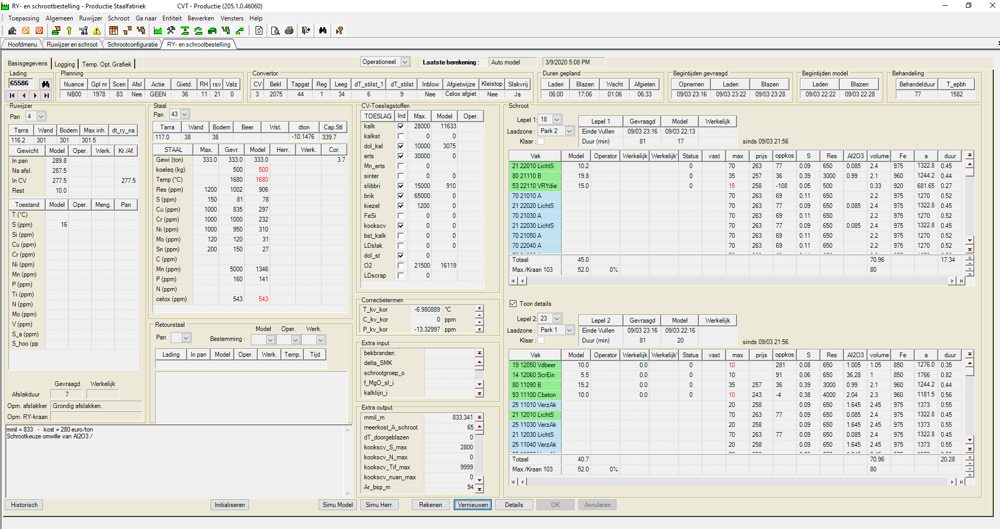 RY- en schrootbestelling - Productie Staalfabriek CVT - Productie (205.1.0.46060)
Toepassing Algemeen Ruwijzer Schroot Ga naar Entiteit Bewerken Vensters Help
Hoofdmenu Ruwijzer en schroot Schrootconfiguratie RY- en schrootbestelling
Basisgegevens Logging Temp. Opt. Grafiek Operationeel Laatste berekening : Auto model 3/9/2020 5:08 PM
Lading
65586
Planning
Nuance Gpl nr Scen Afsl Actie Gietd. RH rsv Valz
NB00 1978 83 Nee GEEN 36 11 21 0
Convertor
CV Bekl Tapgat Reg Leeg dT_stilst_1 dT_stilst Inblow Afgietwijze Kleistop Slakvrij
3 2075 44 1 34 6 9 Nee Celox afgiet Nee Ja
Duren gepland
Laden Blazen Wacht Afgieten
06:00 17:06 01:06 06:33
Begintijden gevraagd
Opnemen Laden Blazen
09/03 23:16 09/03 23:22 09/03 23:28
Begintijden model
Laden Blazen
09/03 22:22 09/03 22:28
Behandeling
Behandelduur T_epbh
77 1582
Ruwijzer
Pan 4
Tarra Wand Bodem Max inh. dt_ry_na
116.2 301 301 301.5
Gewicht Model Oper. Werk. Kr./Af.
In pan 289.8
Na afsl. 287.5
In CV 277.5 277.5
Rest 10.0
Toestand Model Oper. Meng. Pan
T (°C)
S (ppm) 16
Si (ppm)
Cu (ppm)
Cr (ppm)
Ni (ppm)
Mn (ppm)
P (ppm)
Ti (ppm)
N (ppm)
Mo (ppm)
V (ppm)
S_a (ppm)
S_hoo (pp
Gevraagd Werkelijk
Afslakduur 7
Opm. afslakker Grondig afslakken.
Opm. RY-kraan
Staal
Pan 43
Tarra Wand Bodem Beer Wst. dton Cap.Stl
117.0 38 38 -10.1476 339.7
STAAL Max. Gevr. Model Herr. Werk. Cor.
Gewi (ton) 333.0 333.0 333.0 3.7
koeleq (kg) 500 500
Temp (°C) 1680 1680
Res (ppm) 1200 1002 906
S (ppm) 150 81 78
Cu (ppm) 1000 835 297
Cr (ppm) 1000 1000 232
Ni (ppm) 1000 950 310
Mo (ppm) 120 120 31
Sn (ppm) 200 150 27
C (ppm)
Mn (ppm) 5000 1346
P (ppm) 160 141
N (ppm)
celox (ppm) 543 543
Retourstaal
Model Oper. Werk.
Pan Bestemming :
Lading In pan Model Oper. Werk. Temp. Tijd
CV-Toeslagstoffen
TOESLAG Ind Max. Model Oper.
kalk 28000 11633
kalkst 0 0
dol_kal 10000 3075
erts 30000 0
Mn_erts 0 0
sinter 0 0
slibbri 15000 910
brik 65000 0
kiezel 1200 0
FeSi 0 0
kookscv 0 0
bst_kalk 0 0
LDslak 0 0
dol_st 0
O2 21500 16119
LDscrap 0
Correctietermen
T_kv_kor -6.980889 °C
C_kv_kor 0 ppm
P_kv_kor -13.32997 ppm
Extra input
bekbranden
delta_SMK
schrootgroep_o
f_MgO_sl_i
kalklijn_i
Extra output
mmil_m 833.341
meerkost_A_schroot 65
dT_doorgeblazen 0
kookscv_S_max 2800
kookscv_N_max 0
kookscv_Tif_max 9999
kookscv_nuan_max 0
Ar_bsp_m 94
Schroot
Lepel 1: 18
Laadzone : Park 2
Klaar :
Lepel 1 Gevraagd Model Werkelijk
Einde Vullen 09/03 23:16 09/03 22:13
Duur (min) 81 17
sinds 09/03 21:56
Vak Model Operator Werkelijk Werkelijk' Status vast max prijs oppkos S Res Al2O3 volume Fe a duur
21 22010 LichtS 10.2 0 70 263 77 0.09 650 0.085 2.4 975 1322.8 0.45
80 21110 B 19.8 0 35 257 36 0.39 3000 0.99 2.1 960 1244.2 0.44
53 22110 VRYdie 15.0 0 15 258 -108 0.05 500 0.33 920 681.65 0.27
70 21010 A 70 263 69 0.11 650 2.2 975 1270 0.52
21 22020 LichtS 70 263 77 0.09 650 0.085 2.4 975 1322.8 0.45
70 21030 A 70 263 69 0.11 650 2.2 975 1270 0.52
21 22030 LichtS 70 263 77 0.09 650 0.085 2.4 975 1322.8 0.45
70 21050 A 70 263 69 0.11 650 2.2 975 1270 0.52
70 22040 A 70 263 69 0.11 650 2.2 975 1270 0.52
Totaal 45.0 70.96 17.34
Max./Kraan 103 52.0 0% 80
Toon details
Lepel 2: 23
Laadzone : Park 1
Klaar :
Lepel 2 Gevraagd Model Werkelijk
Einde Vullen 09/03 23:16 09/03 22:16
Duur (min) 81 20
sinds 09/03 21:56
Vak Model Operator Werkelijk Werkelijk' Status vast max prijs oppkos S Res Al2O3 volume Fe a duur
19 12050 Vdbeer 10.0 0.0 0 10 281 0.08 650 1.005 1.05 850 1276.0 0.35
14 12060 ScrEin 5.5 0.0 0 10 91 0.06 650 36.28 1 850 1766 0.82
80 11090 B 15.2 0.0 0 35 257 36 0.39 3000 0.99 2.1 960 1244.2 0.44
93 11100 Cbeton 10.0 0.0 0 10 243 -4 0.38 4000 2.04 2.3 960 1181.5 0.56
25 11010 VerzAk 20 258 0.09 650 1.645 2.45 975 1373 0.55
21 12010 LichtS 70 263 77 0.09 650 0.085 2.4 975 1322.8 0.45
25 11030 VerzAk 20 258 0.09 650 1.645 2.45 975 1373 0.55
21 12030 LichtS 70 263 77 0.09 650 0.085 2.4 975 1322.8 0.45
25 11040 VerzAk 20 258 0.09 650 1.645 2.45 975 1373 0.55
Totaal 40.7 70.96 20.28
Max./Kraan 103 52.0 0% 80
mmil = 833 - kost = 280 euro/ton
Schrootkeuze omwille van Al2O3 /
Historisch Initialiseren Simu Model Simu Herr. Rekenen Vernieuwen Details OK Annuleren